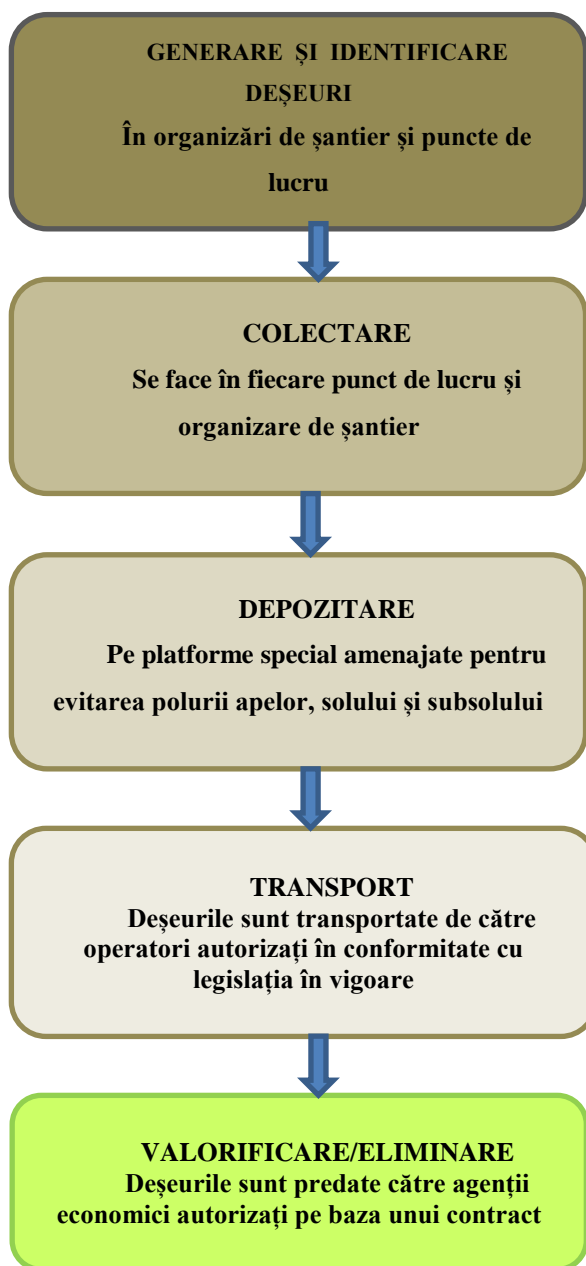 GENERARE ȘI IDENTIFICARE
DEȘEURI
În organizări de șantier și puncte de
lucru
COLECTARE
Se face în fiecare punct de lucru și
organizare de șantier
DEPOZITARE
Pe platforme special amenajate pentru
evitarea polurii apelor, solului și subsolului
TRANSPORT
Deșeurile sunt transportate de către
operatori autorizați în conformitate cu
legislația în vigoare
VALORIFICARE/ELIMINARE
Deșeurile sunt predate către agenții
economici autorizați pe baza unui contract